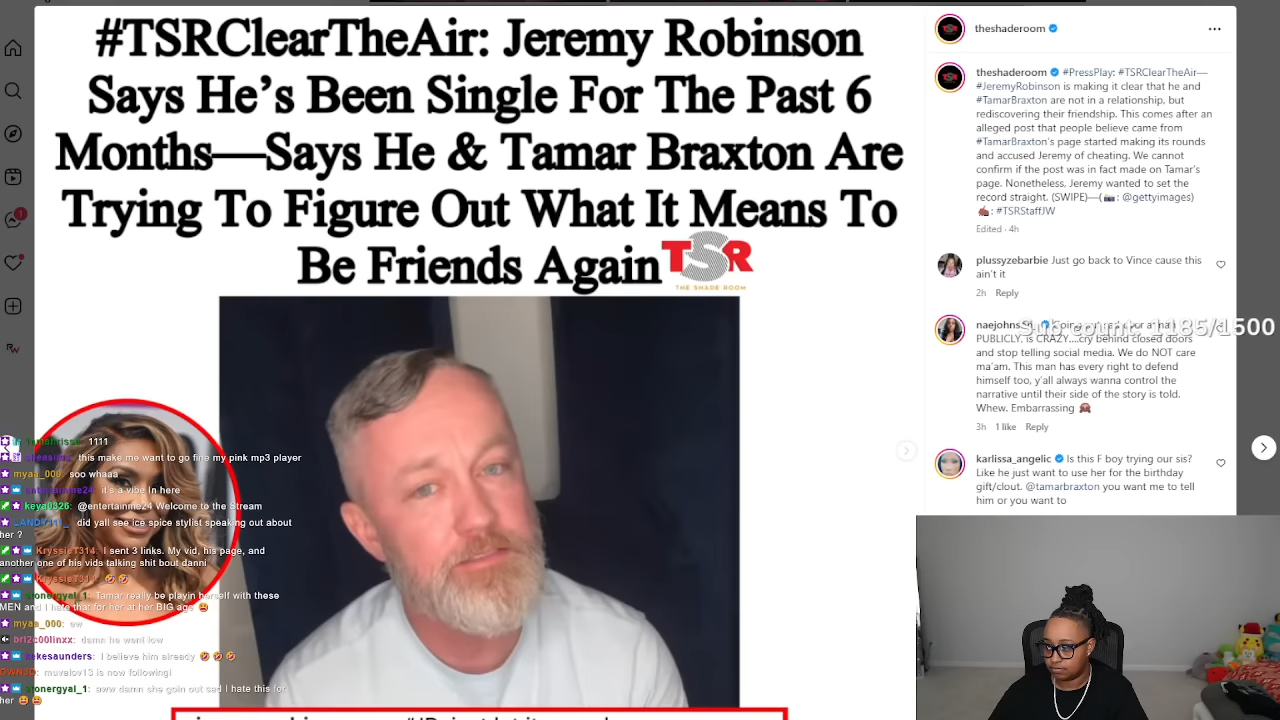 #TSRClearTheAir: Jeremy Robinson
Says He's Been Single For The Past 6
Months—Says He & Tamar Braxton Are
Trying To Figure Out What It Means To
Be Friends Again
TSR
THE SHADE ROOM
theshaderoom
theshaderoom #PressPlay: #TSRClearTheAir—
#JeremyRobinson is making it clear that he and
#TamarBraxton are not in a relationship, but
rediscovering their friendship. This comes after an
alleged post that people believe came from
#TamarBraxton's page started making its rounds
and accused Jeremy of cheating. We cannot
confirm if the post was in fact made on Tamar's
page. Nonetheless, Jeremy wanted to set the
record straight. (SWIPE)—(📷: @gettyimages)
✍🏾: #TSRStaffJW
Edited · 4h
plussyzebarbie Just go back to Vince cause this
ain't it
2h Reply
Sub count: 1185/1500
PUBLICLY. is CRAZY....cry behind closed doors
and stop telling social media. We do NOT care
ma'am. This man has every right to defend
himself too, y'all always wanna control the
narrative until their side of the story is told.
Whew. Embarrassing 🤦🏾‍♀️
3h 1 like Reply
karlissa_angelic Is this F boy trying our sis?
Like he just want to use her for the birthday
gift/clout. @tamarbraxton you want me to tell
him or you want to
1
1111
this make me want to go fine my pink mp3 player
myaa_000: soo whaaa
it's a vibe In here
keya0326: @entertainme24 Welcome to the Stream
did yall see ice spice stylist speaking out about
her ?
KryssieT314: I sent 3 links. My vid, his page, and
another one of his vids talking shit bout danni
KryssieT314: 🤣🤣
stonergyal_1: Tamar really be playin herself with these
MEN and I hate that for her at her BIG age 😩
myaa_000: ew
bri2c00linxx: damn he went low
kekesaunders: I believe him already 🤣🤣🤣
muvalov13 is now following!
stonergyal_1: aww damn she goin out sad I hate this for
her 😩😩